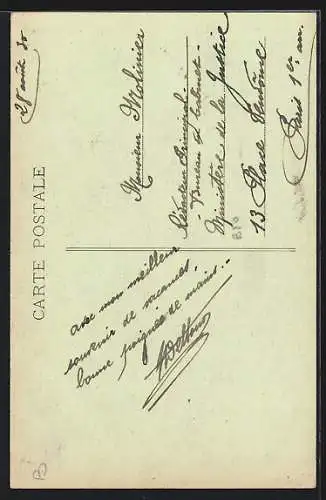 CARTE POSTALE
28 août 30
Monsieur Molinier
Rédacteur Principal
- Bureau du Cabinet -
Ministère de la Justice
13 Place Vendôme
Paris 1er arr.
avec mon meilleur
souvenir de vacances,
bonne poignée de mains.-